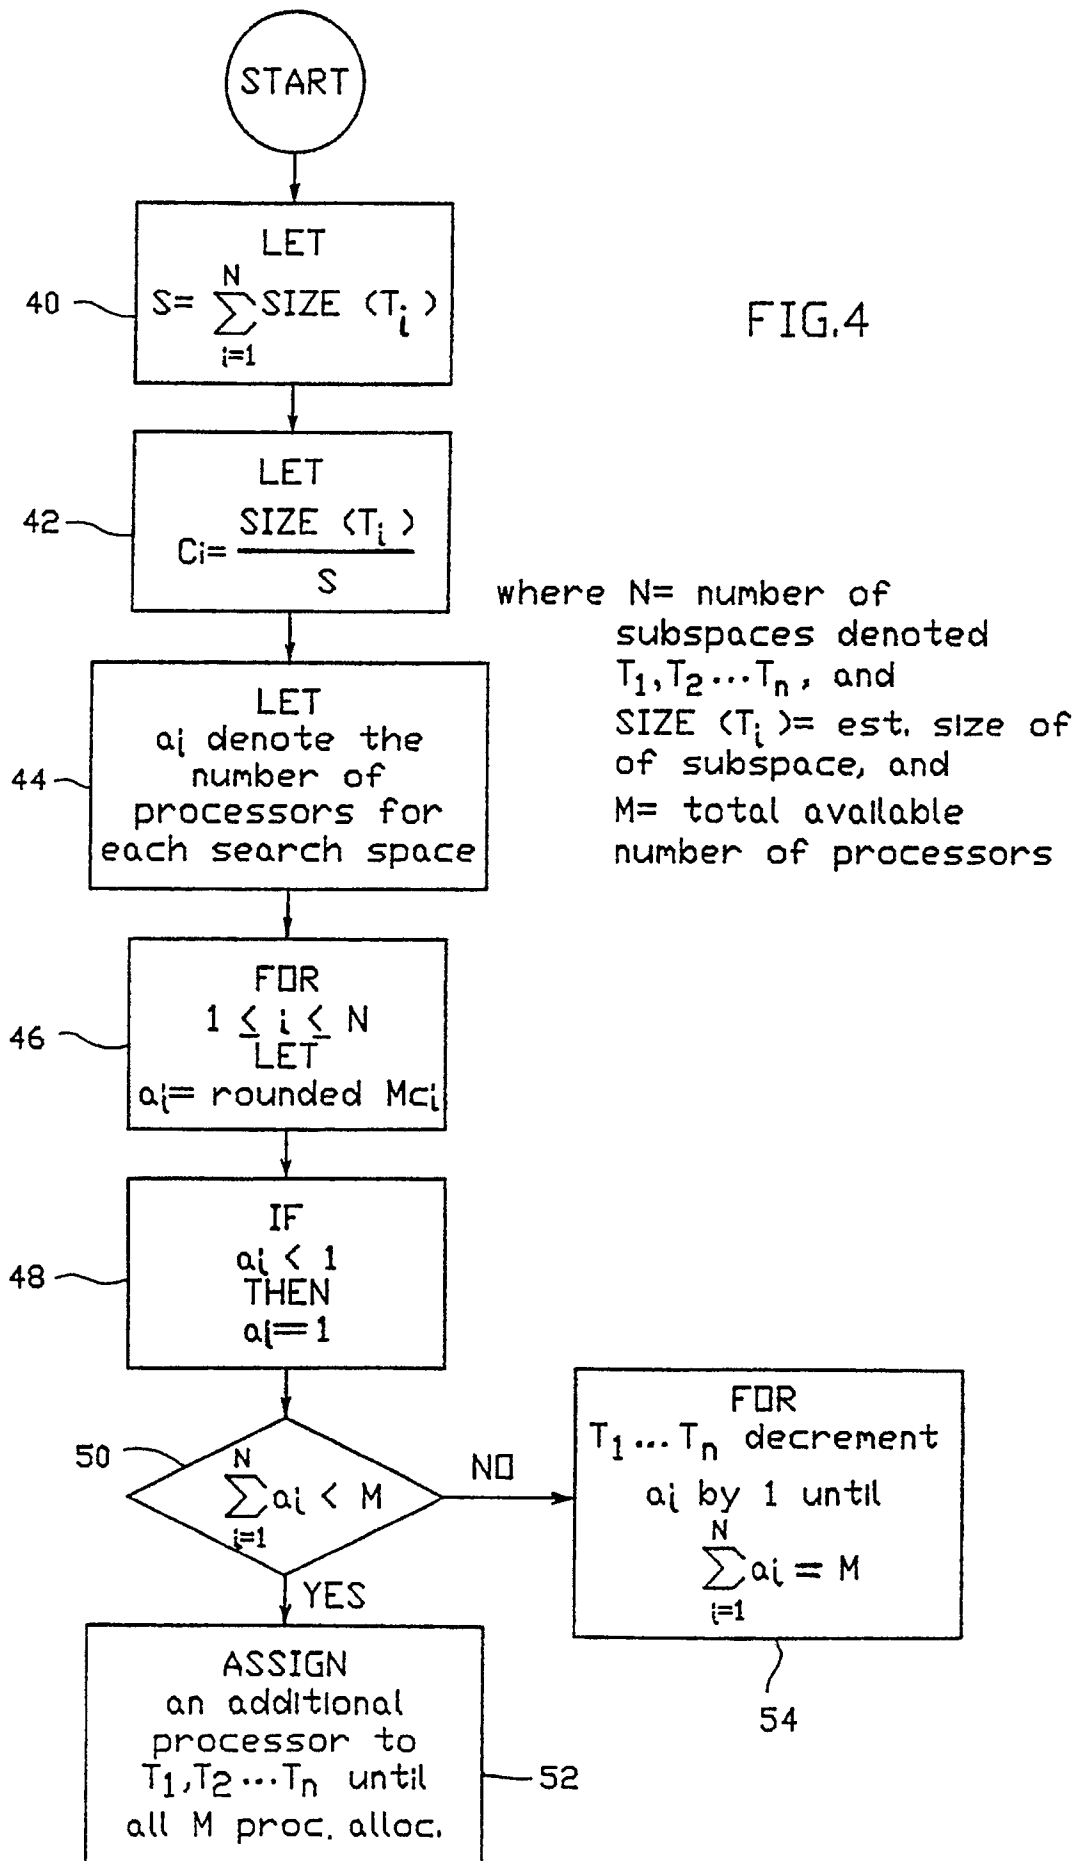 START
LET
S= ∑ SIZE (Ti)
N
i=1
40
FIG.4
LET
Ci= SIZE (Ti)
S
42
where N= number of
subspaces denoted
T1,T2...Tn, and
SIZE (Ti)= est. size of
of subspace, and
M= total available
number of processors
LET
ai denote the
number of
processors for
each search space
44
FOR
1 ≤ i ≤ N
LET
ai= rounded Mci
46
IF
ai < 1
THEN
ai=1
48
50
N
∑ ai < M
i=1
NO
YES
FOR
T1...Tn decrement
ai by 1 until
N
∑ ai = M
i=1
54
ASSIGN
an additional
processor to
T1,T2...Tn until
all M proc. alloc.
52